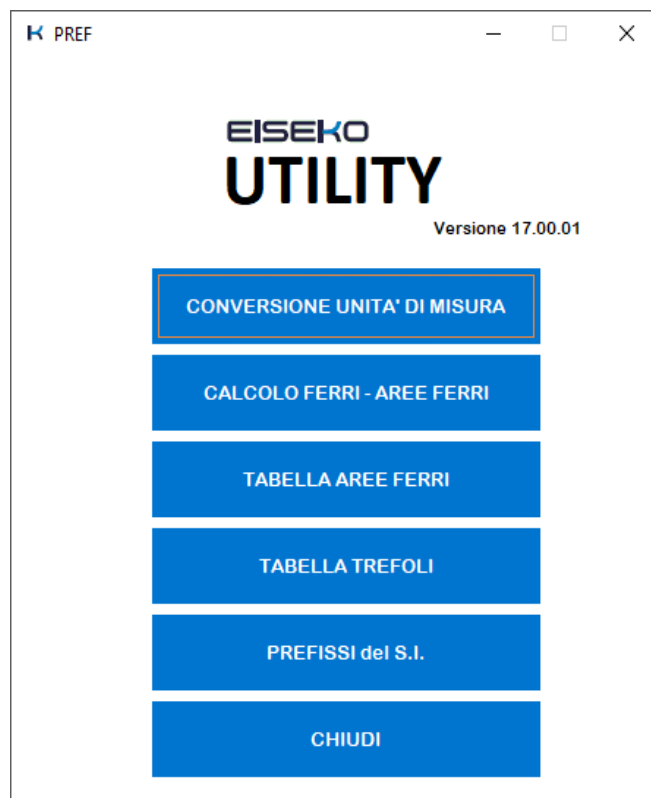 PREF
EISEKO
UTILITY
Versione 17.00.01
CONVERSIONE UNITA' DI MISURA
CALCOLO FERRI - AREE FERRI
TABELLA AREE FERRI
TABELLA TREFOLI
PREFISSI del S.I.
CHIUDI